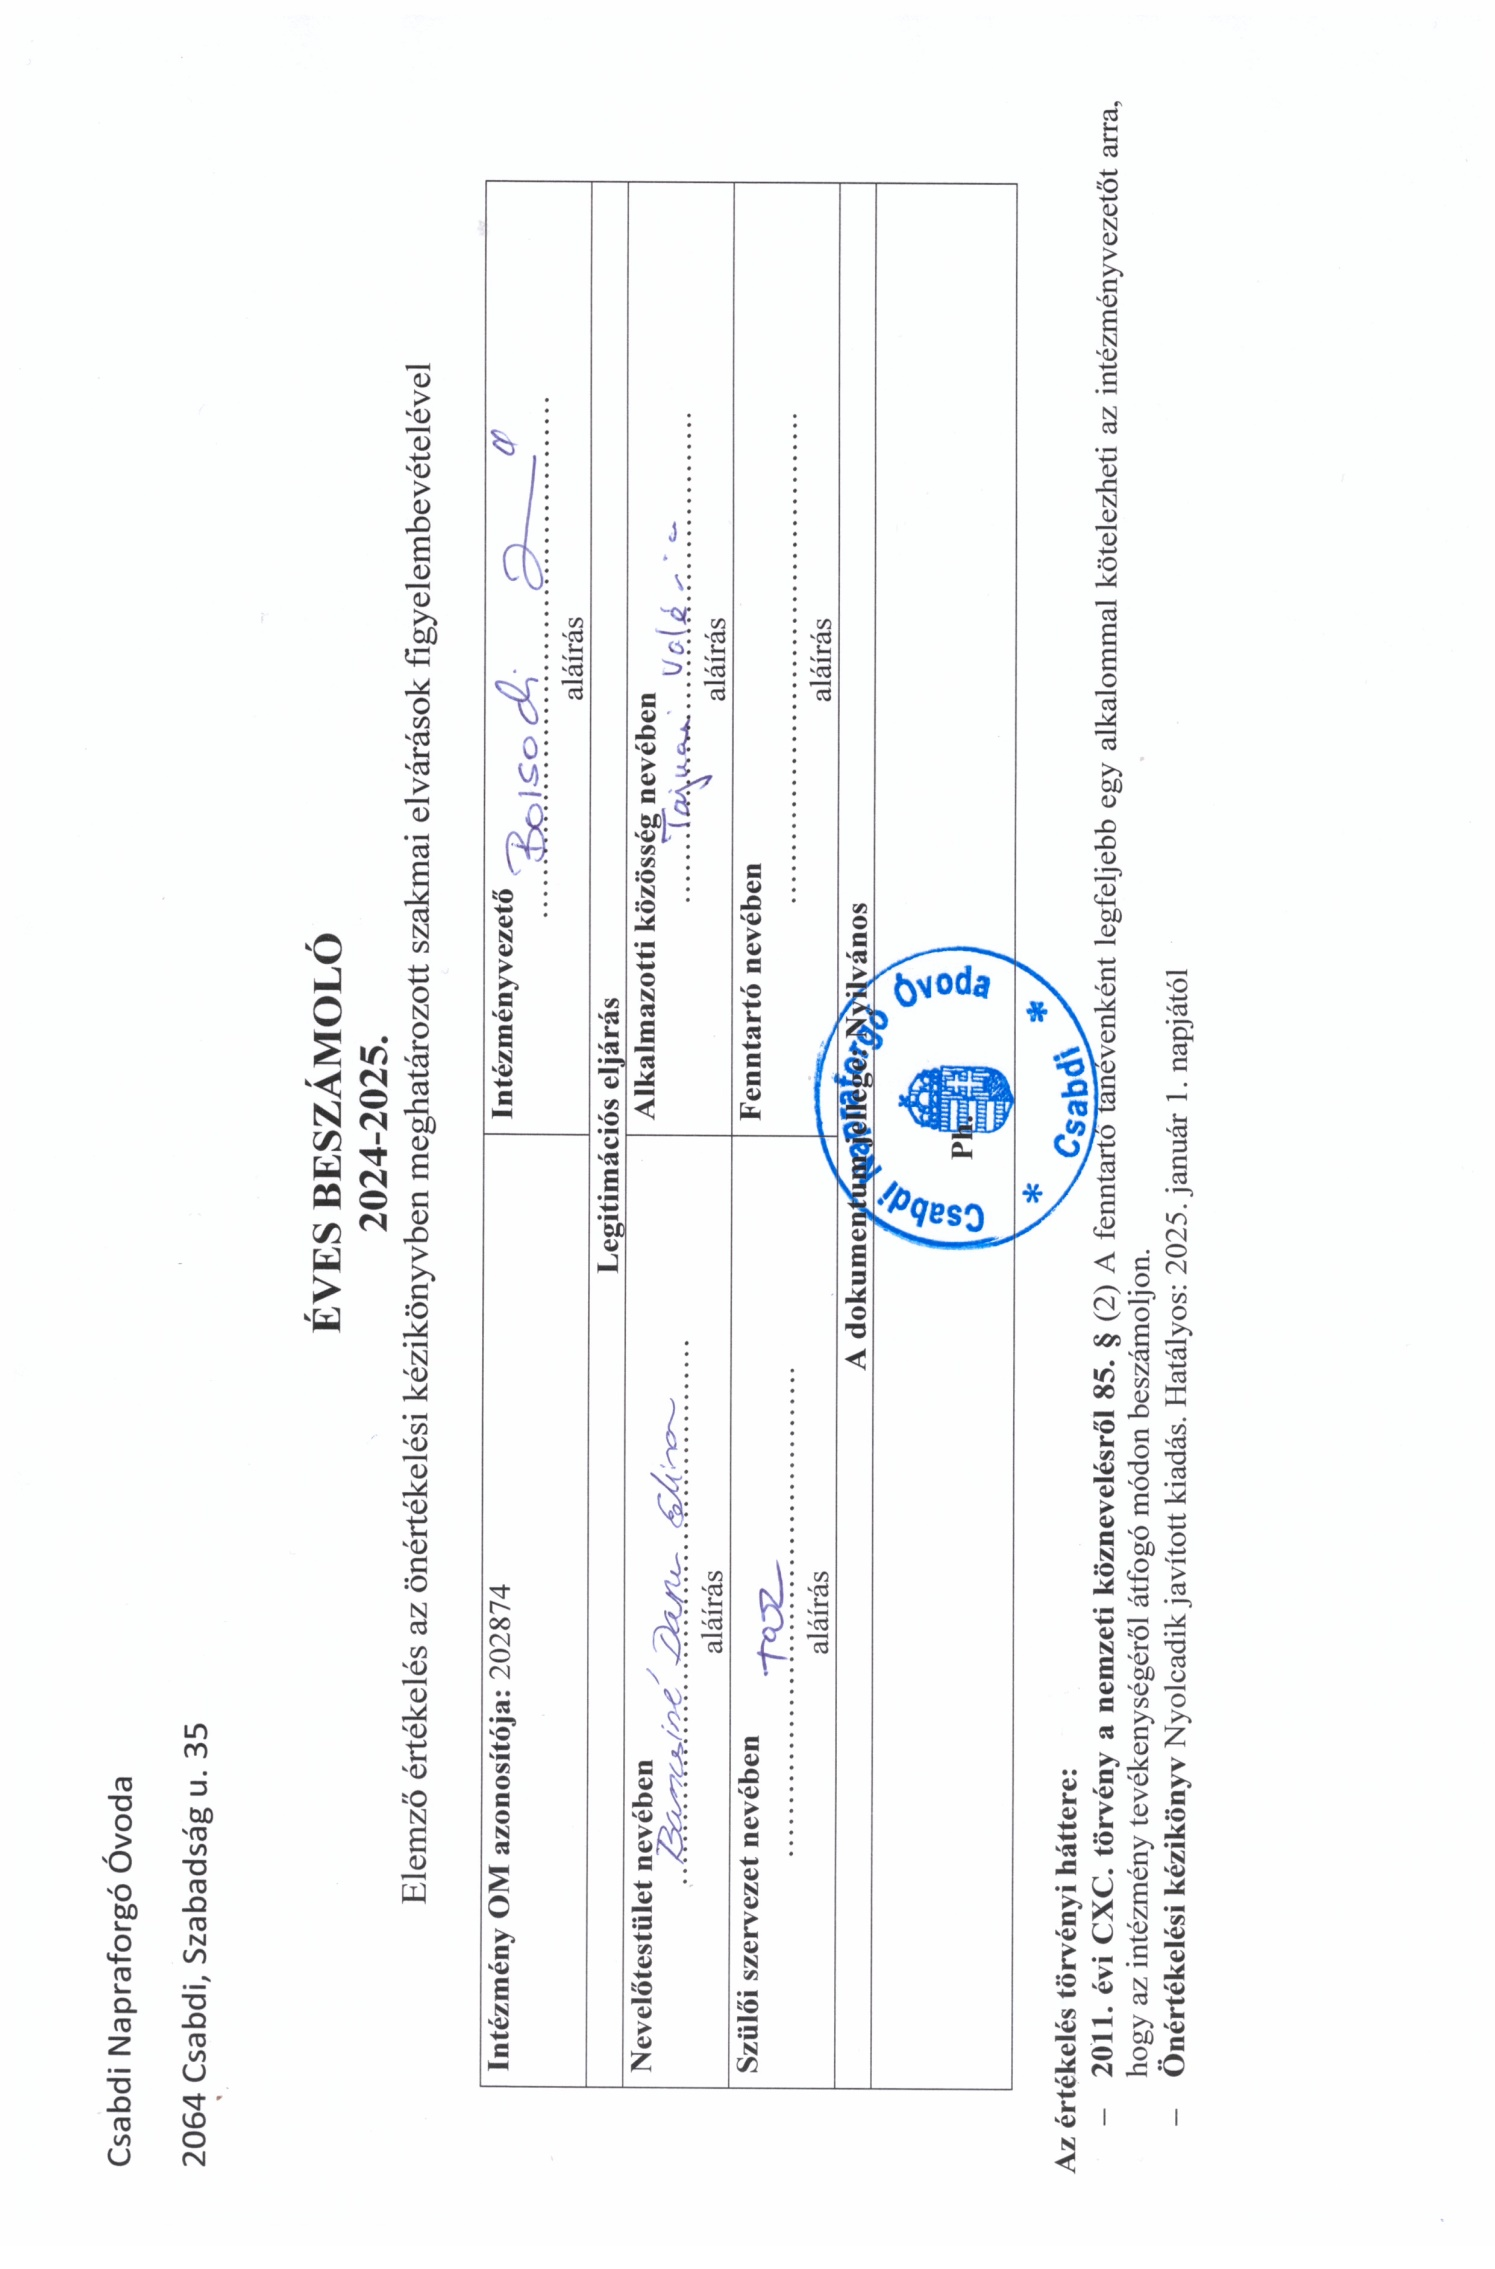 Csabdi Napraforgó Óvoda
2064 Csabdi, Szabadság u. 35
ÉVES BESZÁMOLÓ
2024-2025.
Elemző értékelés az önértékelési kézikönyvben meghatározott szakmai elvárások figyelembevételével
Intézmény OM azonosítója: 202874
Intézményvezető
Bolsodi
aláírás
Legitimációs eljárás
Nevelőtestület nevében
aláírás
Alkalmazotti közösség nevében
Valéria
aláírás
Szülői szervezet nevében
aláírás
Fenntartó nevében
aláírás
A dokumentum jellege: Nyilvános
Ph.
Csabdi Napraforgó Óvoda
* Csabdi *
Az értékelés törvényi háttere:
– 2011. évi CXC. törvény a nemzeti köznevelésről 85. § (2) A fenntartó tanévenként legfeljebb egy alkalommal kötelezheti az intézményvezetőt arra,
hogy az intézmény tevékenységéről átfogó módon beszámoljon.
– Önértékelési kézikönyv Nyolcadik javított kiadás. Hatályos: 2025. január 1. napjától